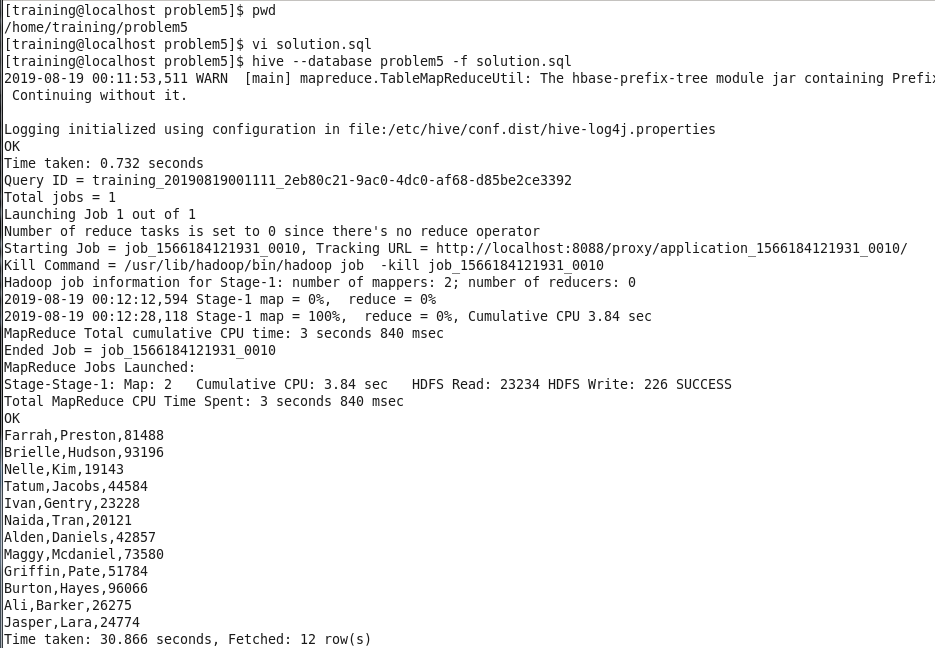 [training@localhost problem5]$ pwd
/home/training/problem5
[training@localhost problem5]$ vi solution.sql
[training@localhost problem5]$ hive --database problem5 -f solution.sql
2019-08-19 00:11:53,511 WARN  [main] mapreduce.TableMapReduceUtil: The hbase-prefix-tree module jar containing Prefix
 Continuing without it.

Logging initialized using configuration in file:/etc/hive/conf.dist/hive-log4j.properties
OK
Time taken: 0.732 seconds
Query ID = training_20190819001111_2eb80c21-9ac0-4dc0-af68-d85be2ce3392
Total jobs = 1
Launching Job 1 out of 1
Number of reduce tasks is set to 0 since there's no reduce operator
Starting Job = job_1566184121931_0010, Tracking URL = http://localhost:8088/proxy/application_1566184121931_0010/
Kill Command = /usr/lib/hadoop/bin/hadoop job  -kill job_1566184121931_0010
Hadoop job information for Stage-1: number of mappers: 2; number of reducers: 0
2019-08-19 00:12:12,594 Stage-1 map = 0%,  reduce = 0%
2019-08-19 00:12:28,118 Stage-1 map = 100%,  reduce = 0%, Cumulative CPU 3.84 sec
MapReduce Total cumulative CPU time: 3 seconds 840 msec
Ended Job = job_1566184121931_0010
MapReduce Jobs Launched:
Stage-Stage-1: Map: 2   Cumulative CPU: 3.84 sec   HDFS Read: 23234 HDFS Write: 226 SUCCESS
Total MapReduce CPU Time Spent: 3 seconds 840 msec
OK
Farrah,Preston,81488
Brielle,Hudson,93196
Nelle,Kim,19143
Tatum,Jacobs,44584
Ivan,Gentry,23228
Naida,Tran,20121
Alden,Daniels,42857
Maggy,Mcdaniel,73580
Griffin,Pate,51784
Burton,Hayes,96066
Ali,Barker,26275
Jasper,Lara,24774
Time taken: 30.866 seconds, Fetched: 12 row(s)